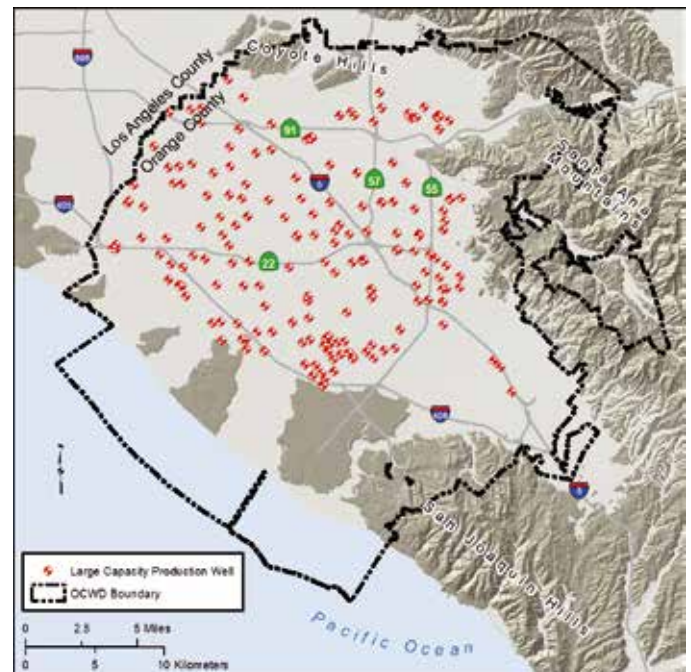 605
Coyote Hills
Los Angeles County
Orange County
91
Santa Ana
Mountains
5
57
55
405
22
405
5
San Joaquin Hills
Large Capacity Production Well
OCWD Boundary
0 2.5 5 Miles
0 5 10 Kilometers
Pacific Ocean